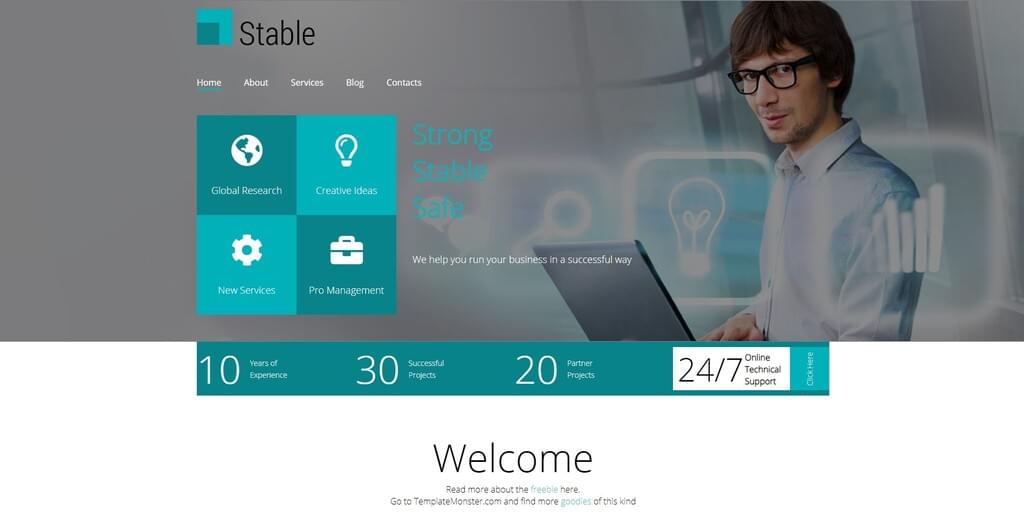 Stable
Home About Services Blog Contacts
Global Research
Creative Ideas
New Services
Pro Management
Strong
Stable
Safe
We help you run your business in a successful way
10
Years of
Experience
30
Successful
Projects
20
Partner
Projects
24/7
Online
Technical
Support
Click Here
Welcome
Read more about the freebie here.
Go to TemplateMonster.com and find more goodies of this kind